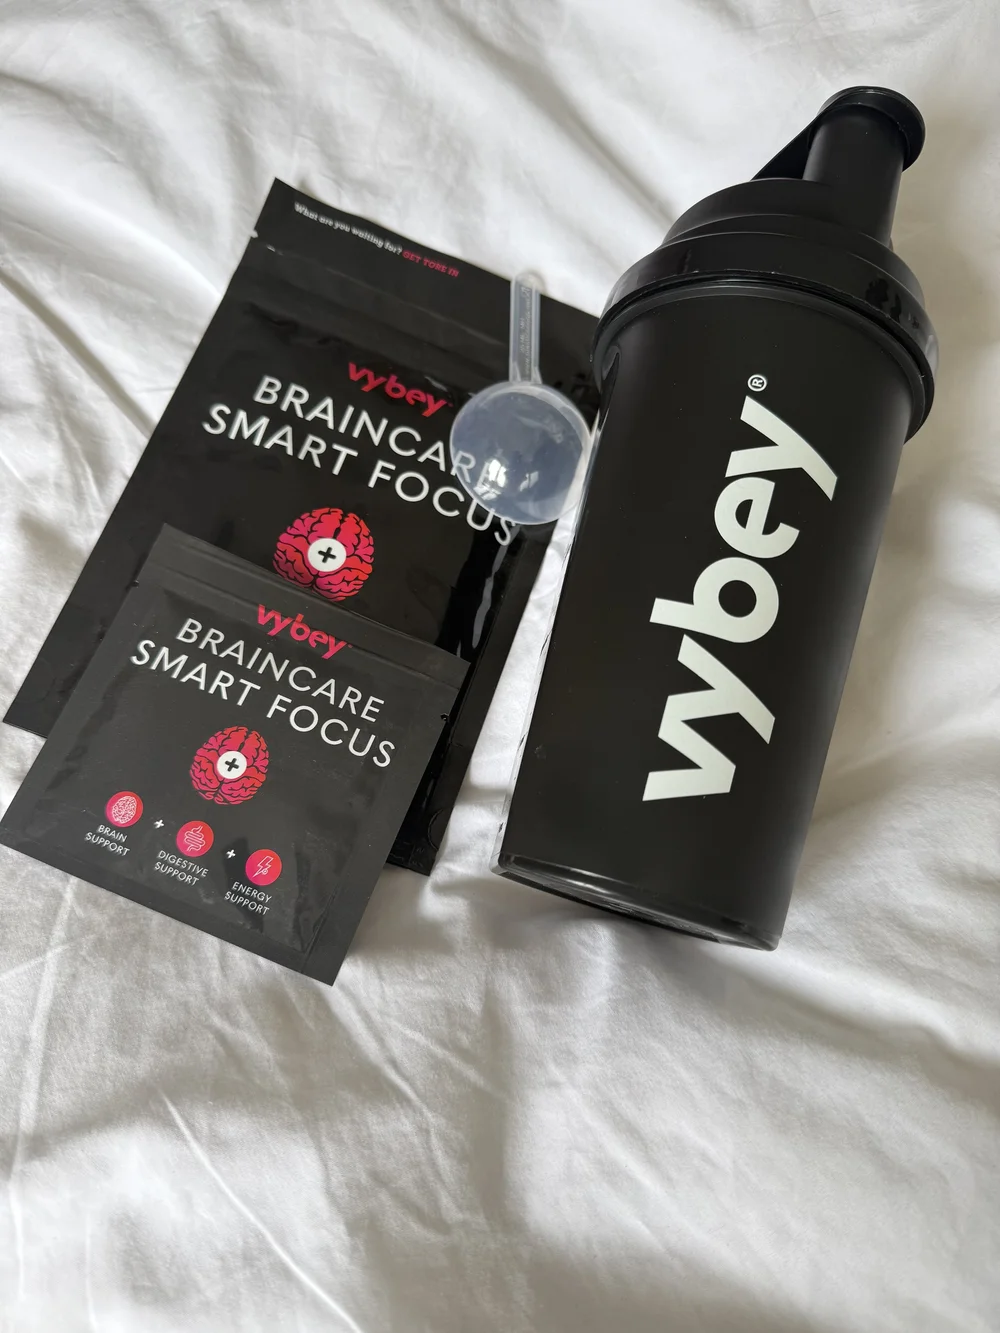 What are you waiting for? GET TORE IN
vybey
BRAINCARE
SMART FOCUS
vybey
BRAINCARE
SMART FOCUS
BRAIN
SUPPORT
+
DIGESTIVE
SUPPORT
+
ENERGY
SUPPORT
vybey®